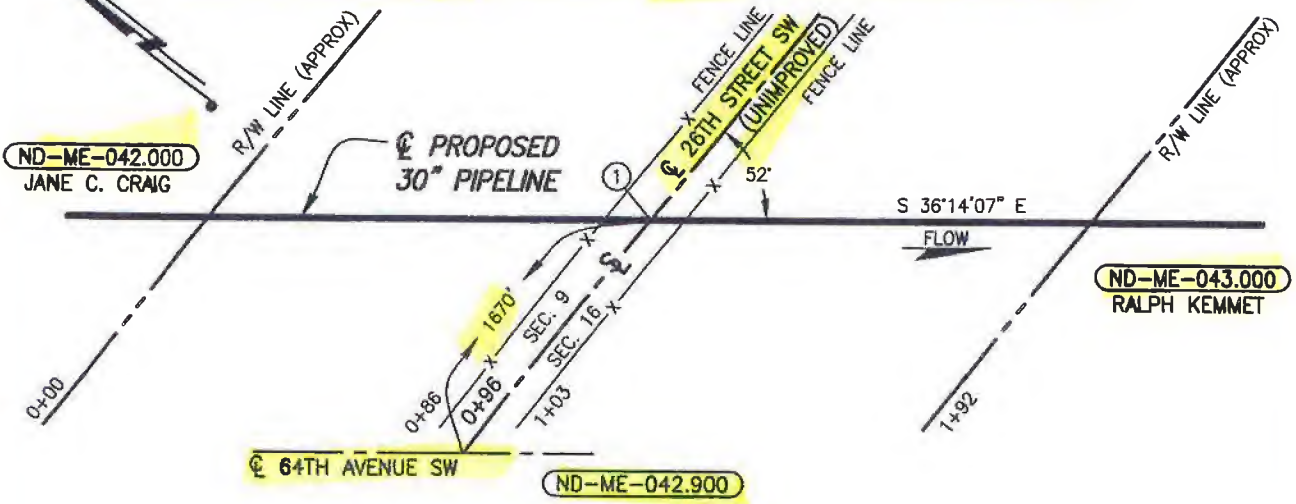 ND-ME-042.000
JANE C. CRAIG
R/W LINE (APPROX)
℄ PROPOSED
30" PIPELINE
1
FENCE LINE
℄ 26TH STREET SW
(UNIMPROVED)
FENCE LINE
52°
R/W LINE (APPROX)
S 36°14'07" E
FLOW
ND-ME-043.000
RALPH KEMMET
X
X
X
X
X
X
1670'
SEC. 9
℄
SEC. 16
0+00
0+86
0+96
1+03
1+92
℄ 64TH AVENUE SW
ND-ME-042.900